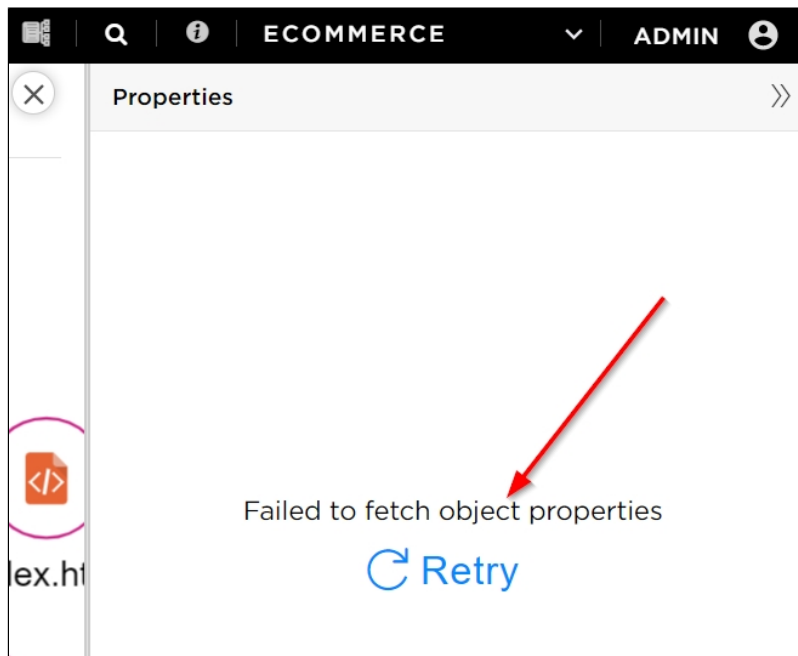 ECOMMERCE ADMIN
Properties
Failed to fetch object properties
Retry
lex.ht